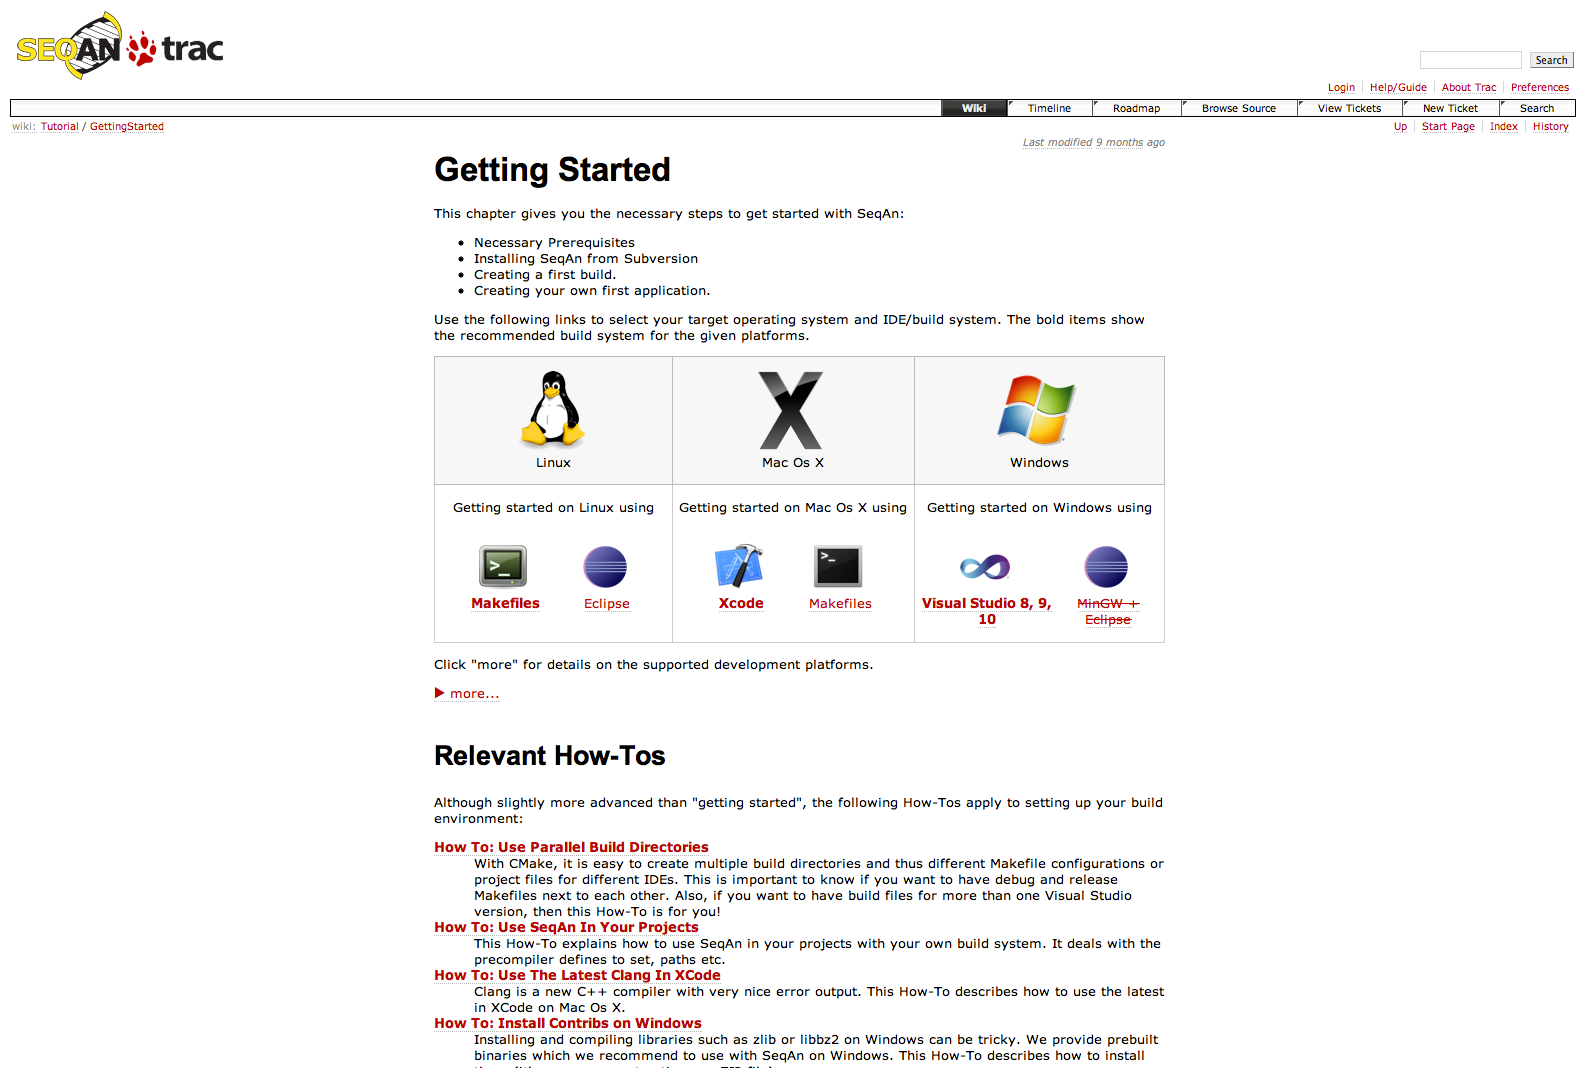 SEQAN trac
Search
Login Help/Guide About Trac Preferences
Wiki Timeline Roadmap Browse Source View Tickets New Ticket Search
wiki: Tutorial / GettingStarted
Up Start Page Index History
Last modified 9 months ago
Getting Started
This chapter gives you the necessary steps to get started with SeqAn:
• Necessary Prerequisites
• Installing SeqAn from Subversion
• Creating a first build.
• Creating your own first application.
Use the following links to select your target operating system and IDE/build system. The bold items show
the recommended build system for the given platforms.
Linux Mac Os X Windows
Getting started on Linux using Getting started on Mac Os X using Getting started on Windows using
Makefiles Eclipse Xcode Makefiles Visual Studio 8, 9, MinGW +
10 Eclipse
Click "more" for details on the supported development platforms.
more...
Relevant How-Tos
Although slightly more advanced than "getting started", the following How-Tos apply to setting up your build
environment:
How To: Use Parallel Build Directories
With CMake, it is easy to create multiple build directories and thus different Makefile configurations or
project files for different IDEs. This is important to know if you want to have debug and release
Makefiles next to each other. Also, if you want to have build files for more than one Visual Studio
version, then this How-To is for you!
How To: Use SeqAn In Your Projects
This How-To explains how to use SeqAn in your projects with your own build system. It deals with the
precompiler defines to set, paths etc.
How To: Use The Latest Clang In XCode
Clang is a new C++ compiler with very nice error output. This How-To describes how to use the latest
in XCode on Mac Os X.
How To: Install Contribs on Windows
Installing and compiling libraries such as zlib or libbz2 on Windows can be tricky. We provide prebuilt
binaries which we recommend to use with SeqAn on Windows. This How-To describes how to install